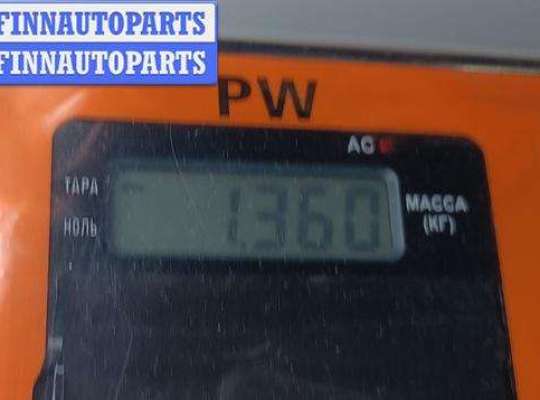 FINNAUTOPARTS
FINNAUTOPARTS
PW
AC
ТАРА
1.360
НОЛЬ
МАССА
(КГ)